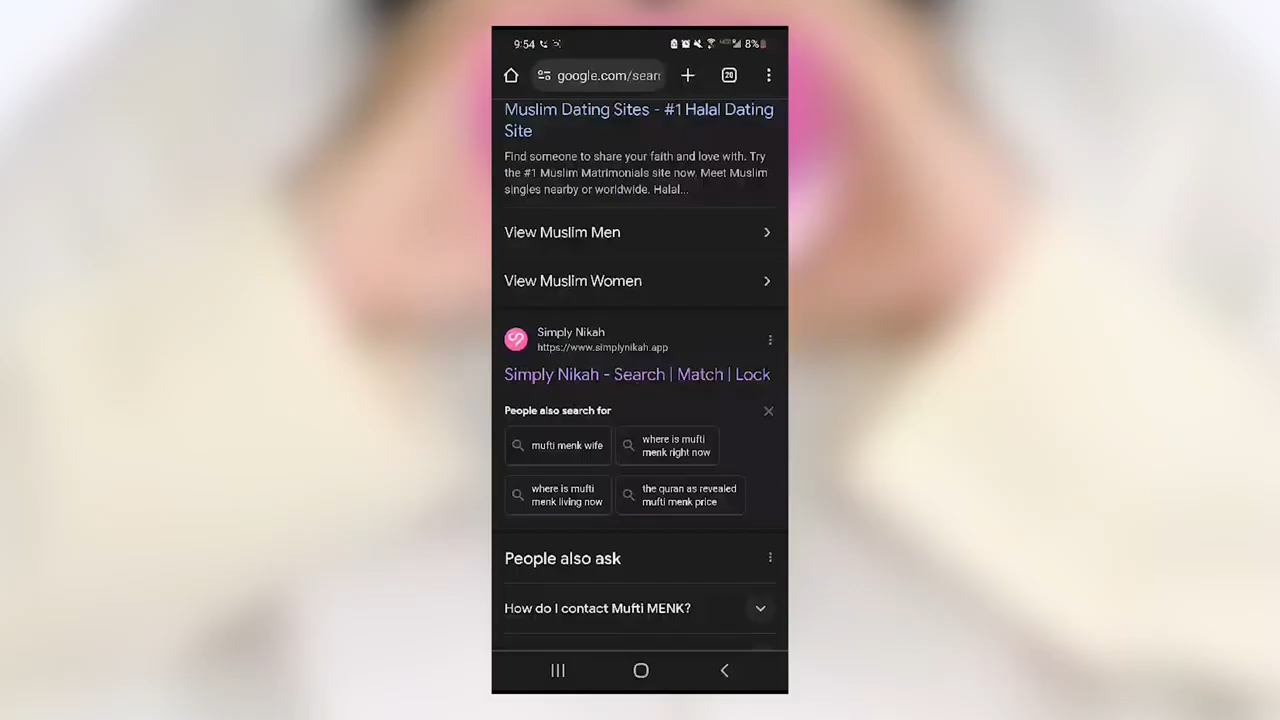 9:54
8%
google.com/sear
20
Muslim Dating Sites - #1 Halal Dating
Site
Find someone to share your faith and love with. Try
the #1 Muslim Matrimonials site now. Meet Muslim
singles nearby or worldwide. Halal...
View Muslim Men
View Muslim Women
Simply Nikah
https://www.simplynikah.app
Simply Nikah - Search | Match | Lock
People also search for
mufti menk wife
where is mufti
menk right now
where is mufti
menk living now
the quran as revealed
mufti menk price
People also ask
How do I contact Mufti MENK?